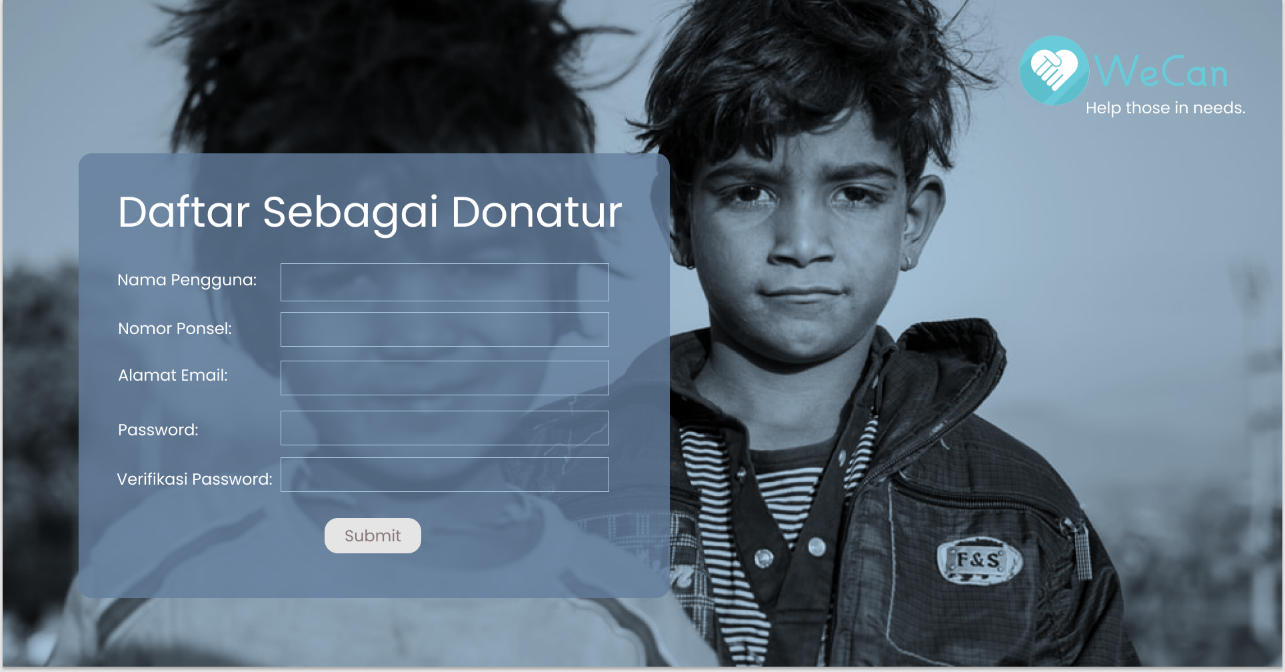 WeCan
Help those in needs.
Daftar Sebagai Donatur
Nama Pengguna:
Nomor Ponsel:
Alamat Email:
Password:
Verifikasi Password:
Submit
F&S